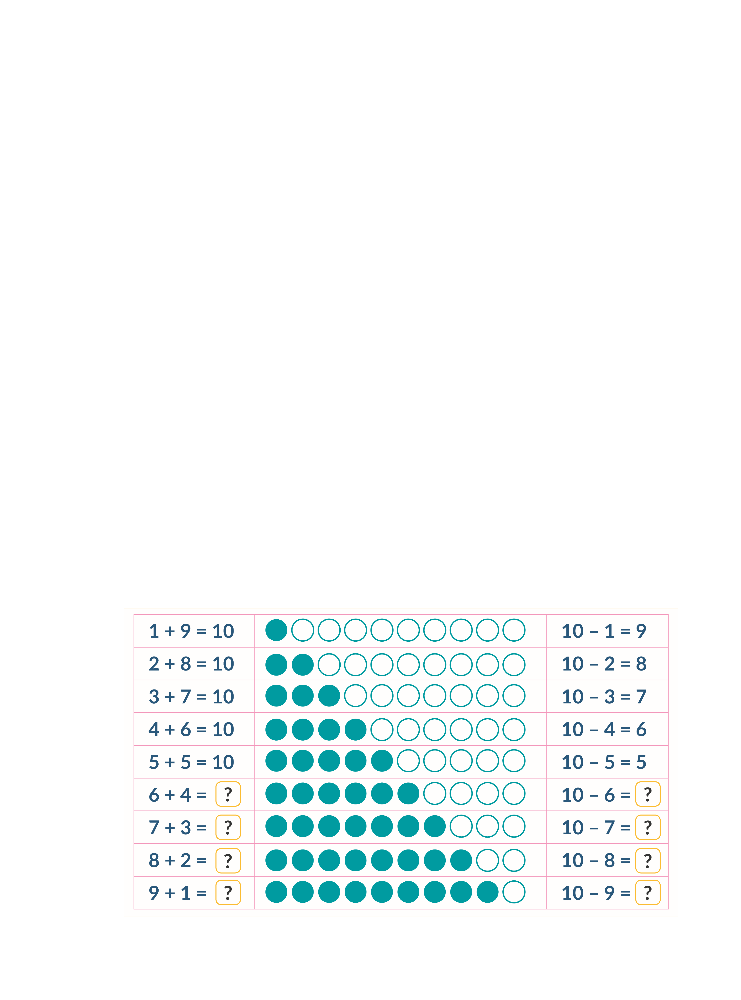 1 + 9 = 10 10 – 1 = 9
2 + 8 = 10 10 – 2 = 8
3 + 7 = 10 10 – 3 = 7
4 + 6 = 10 10 – 4 = 6
5 + 5 = 10 10 – 5 = 5
6 + 4 = ? 10 – 6 = ?
7 + 3 = ? 10 – 7 = ?
8 + 2 = ? 10 – 8 = ?
9 + 1 = ? 10 – 9 = ?